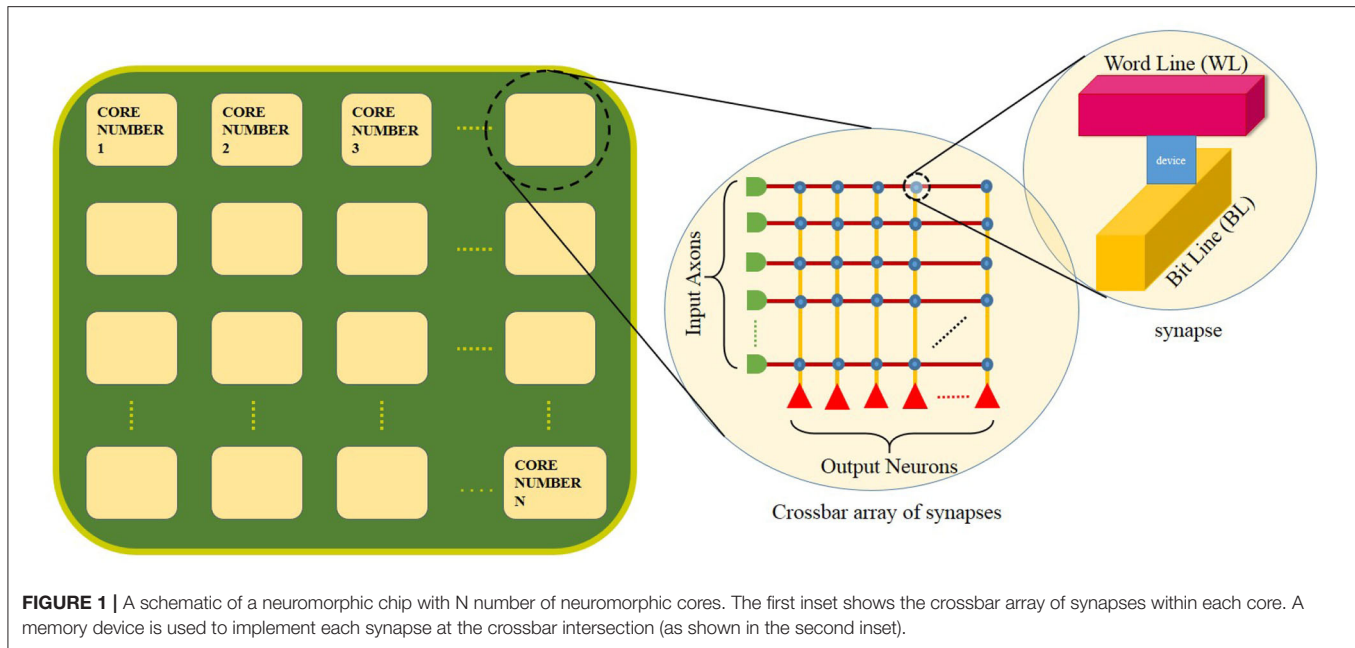 CORE
NUMBER
1
CORE
NUMBER
2
CORE
NUMBER
3
CORE
NUMBER
N
Input Axons
Output Neurons
Crossbar array of synapses
Word Line (WL)
device
Bit Line (BL)
synapse
FIGURE 1 | A schematic of a neuromorphic chip with N number of neuromorphic cores. The first inset shows the crossbar array of synapses within each core. A
memory device is used to implement each synapse at the crossbar intersection (as shown in the second inset).